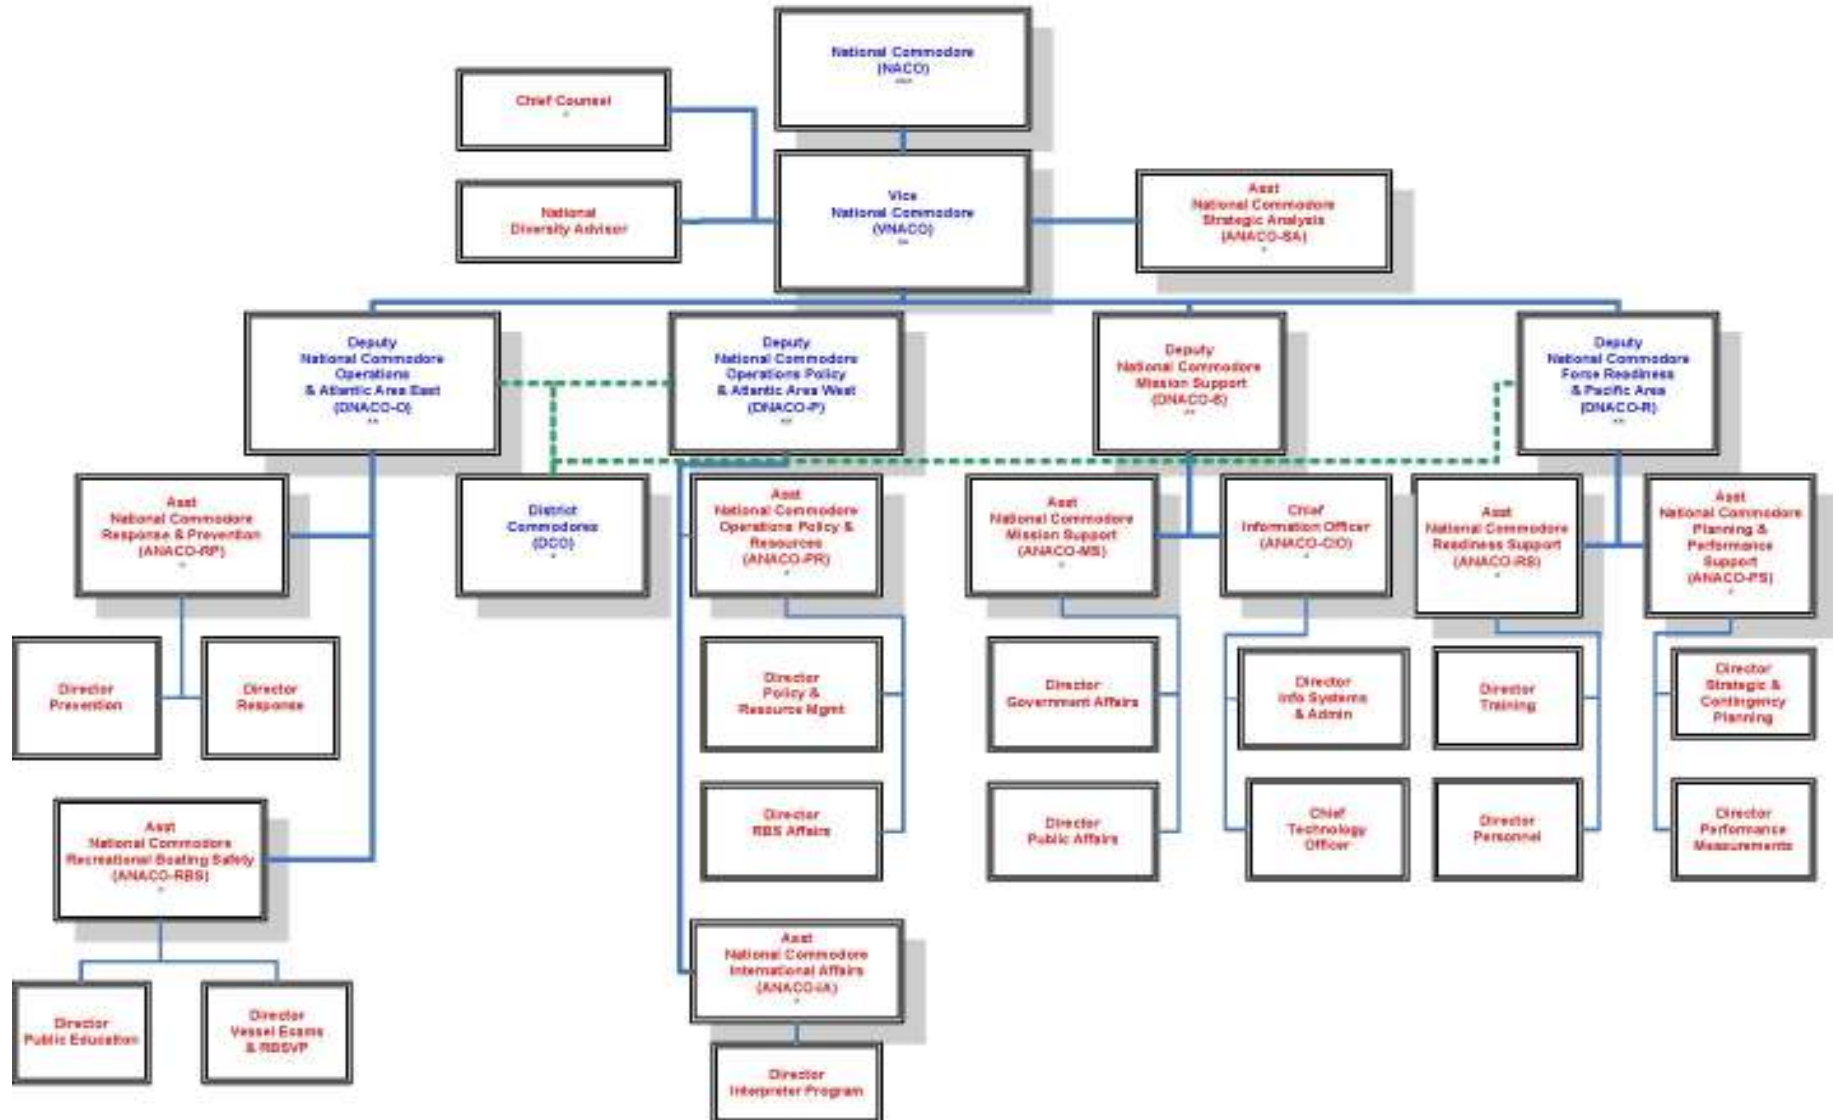 National Commodore
(NACO)
Chief Counsel
National
Diversity Advisor
Vice
National Commodore
(VNACO)
Asst
National Commodore
Strategic Analysis
(ANACO-SA)
Deputy
National Commodore
Operations
& Atlantic Area East
(DNACO-O)
**
Deputy
National Commodore
Operations Policy
& Atlantic Area West
(DNACO-P)
**
Deputy
National Commodore
Mission Support
(DNACO-S)
**
Deputy
National Commodore
Force Readiness
& Pacific Area
(DNACO-R)
**
Asst
National Commodore
Response & Prevention
(ANACO-RP)
District
Commodores
(DCO)
Asst
National Commodore
Operations Policy &
Resources
(ANACO-PR)
Asst
National Commodore
Mission Support
(ANACO-MS)
Chief
Information Officer
(ANACO-CIO)
Asst
National Commodore
Readiness Support
(ANACO-RS)
Asst
National Commodore
Planning &
Performance
Support
(ANACO-PS)
Director
Prevention
Director
Response
Director
Policy &
Resource Mgmt
Director
Government Affairs
Director
Info Systems
& Admin
Director
Training
Director
Strategic &
Contingency
Planning
Asst
National Commodore
Recreational Boating Safety
(ANACO-RBS)
Director
RBS Affairs
Director
Public Affairs
Chief
Technology
Officer
Director
Personnel
Director
Performance
Measurements
Asst
National Commodore
International Affairs
(ANACO-IA)
Director
Public Education
Director
Vessel Exams
& RBSVP
Director
Interpreter Program